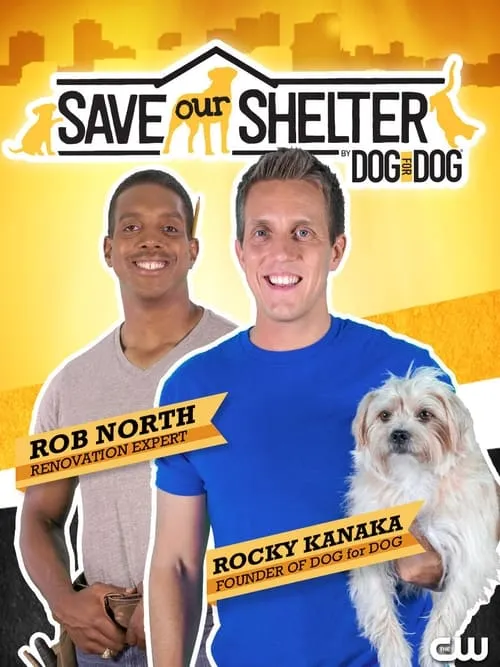 SAVE our SHELTER
BY DOG FOR DOG
ROB NORTH
RENOVATION EXPERT
ROCKY KANAKA
FOUNDER OF DOG for DOG
THE CW